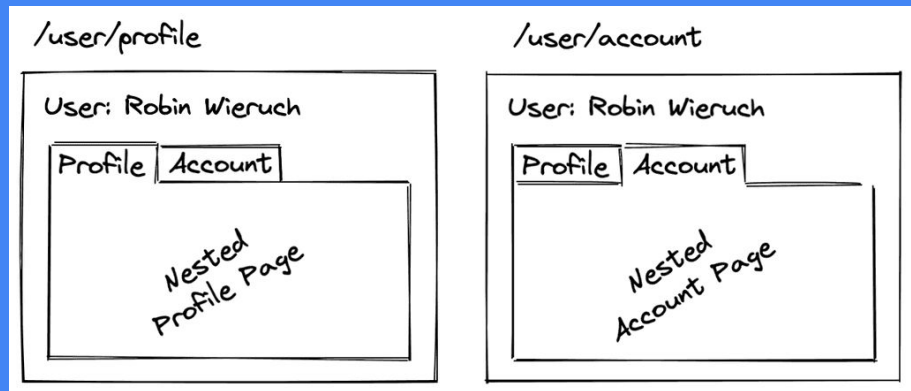 /user/profile
User: Robin Wieruch
Profile Account
Nested
Profile Page
/user/account
User: Robin Wieruch
Profile Account
Nested
Account Page